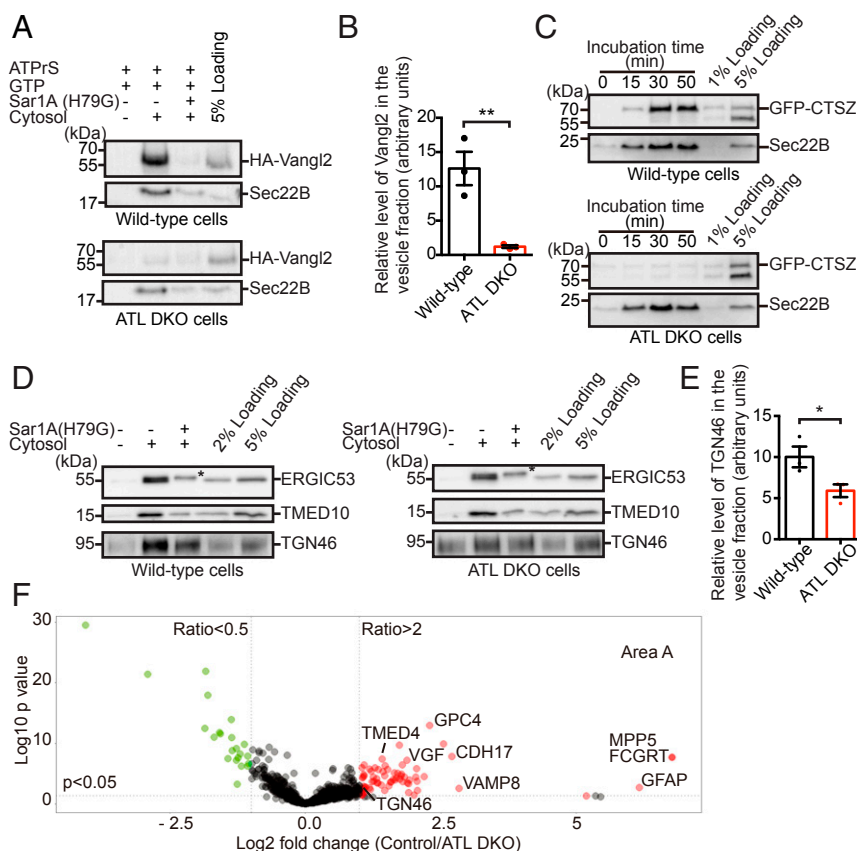 A
ATPrS + + + 5% Loading
GTP + + +
Sar1A (H79G) - - +
Cytosol - + +
(kDa)
70
55
HA-Vangl2
17
Sec22B
Wild-type cells
70
55
HA-Vangl2
17
Sec22B
ATL DKO cells
B
Relative level of Vangl2 in the
vesicle fraction (arbitrary units)
20
15
10
5
0
**
Wild-type
ATL DKO
C
Incubation time
(min)
0 15 30 50 1% Loading 5% Loading
(kDa)
70
55
GFP-CTSZ
25
Sec22B
Wild-type cells
Incubation time
(min)
0 15 30 50 1% Loading 5% Loading
(kDa)
70
55
GFP-CTSZ
25
Sec22B
ATL DKO cells
D
Sar1A(H79G) - - + 2% Loading 5% Loading
Cytosol - + +
(kDa)
55
*
ERGIC53
15
TMED10
95
TGN46
Wild-type cells
Sar1A(H79G) - - + 2% Loading 5% Loading
Cytosol - + +
(kDa)
55
*
ERGIC53
15
TMED10
95
TGN46
ATL DKO cells
E
Relative level of TGN46 in the
vesicle fraction (arbitrary units)
15
10
5
0
*
Wild-type
ATL DKO
F
Log10 p value
30
20
10
0
Ratio<0.5
Ratio>2
Area A
GPC4
TMED4
VGF
CDH17
MPP5
FCGRT
VAMP8
GFAP
TGN46
p<0.05
- 2.5 0.0 2.5 5
Log2 fold change (Control/ATL DKO)